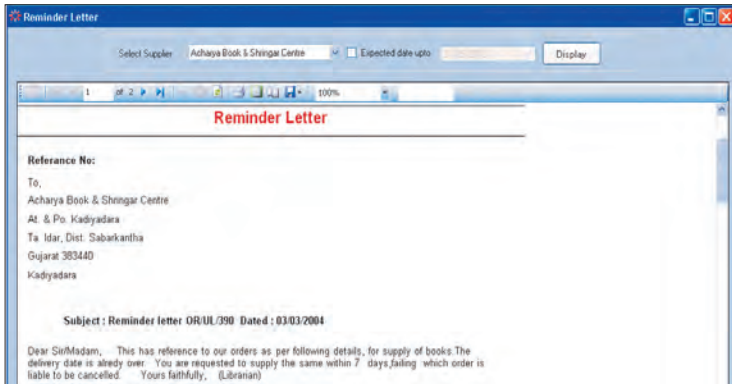 Reminder Letter
Select Supplier Acharya Book & Shringar Centre Expected date upto Display
1 of 2 100%
Reminder Letter
Referance No:
To,
Acharya Book & Shringar Centre
At. & Po. Kadiyadara
Ta Idar, Dist. Sabarkantha
Gujarat 383440
Kadiyadara
Subject : Reminder letter OR/UL/390 Dated : 03/03/2004
Dear Sir/Madam, This has reference to our orders as per following details, for supply of books.The
delivery date is alredy over. You are requested to supply the same within 7 days,failing which order is
liable to be cancelled. Yours faithfully, (Librarian)